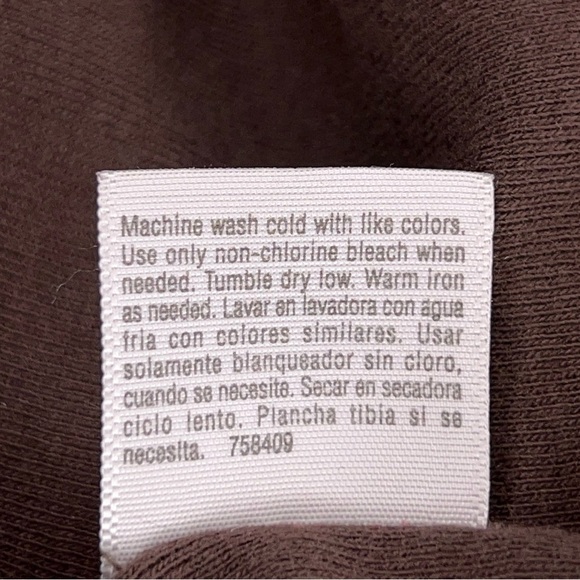 Machine wash cold with like colors.
Use only non-chlorine bleach when
needed. Tumble dry low. Warm iron
as needed. Lavar en lavadora con agua
fria con colores similares. Usar
solamente blanqueador sin cloro,
cuando se necesite. Secar en secadora
ciclo lento. Plancha tibia si se
necesita. 758409